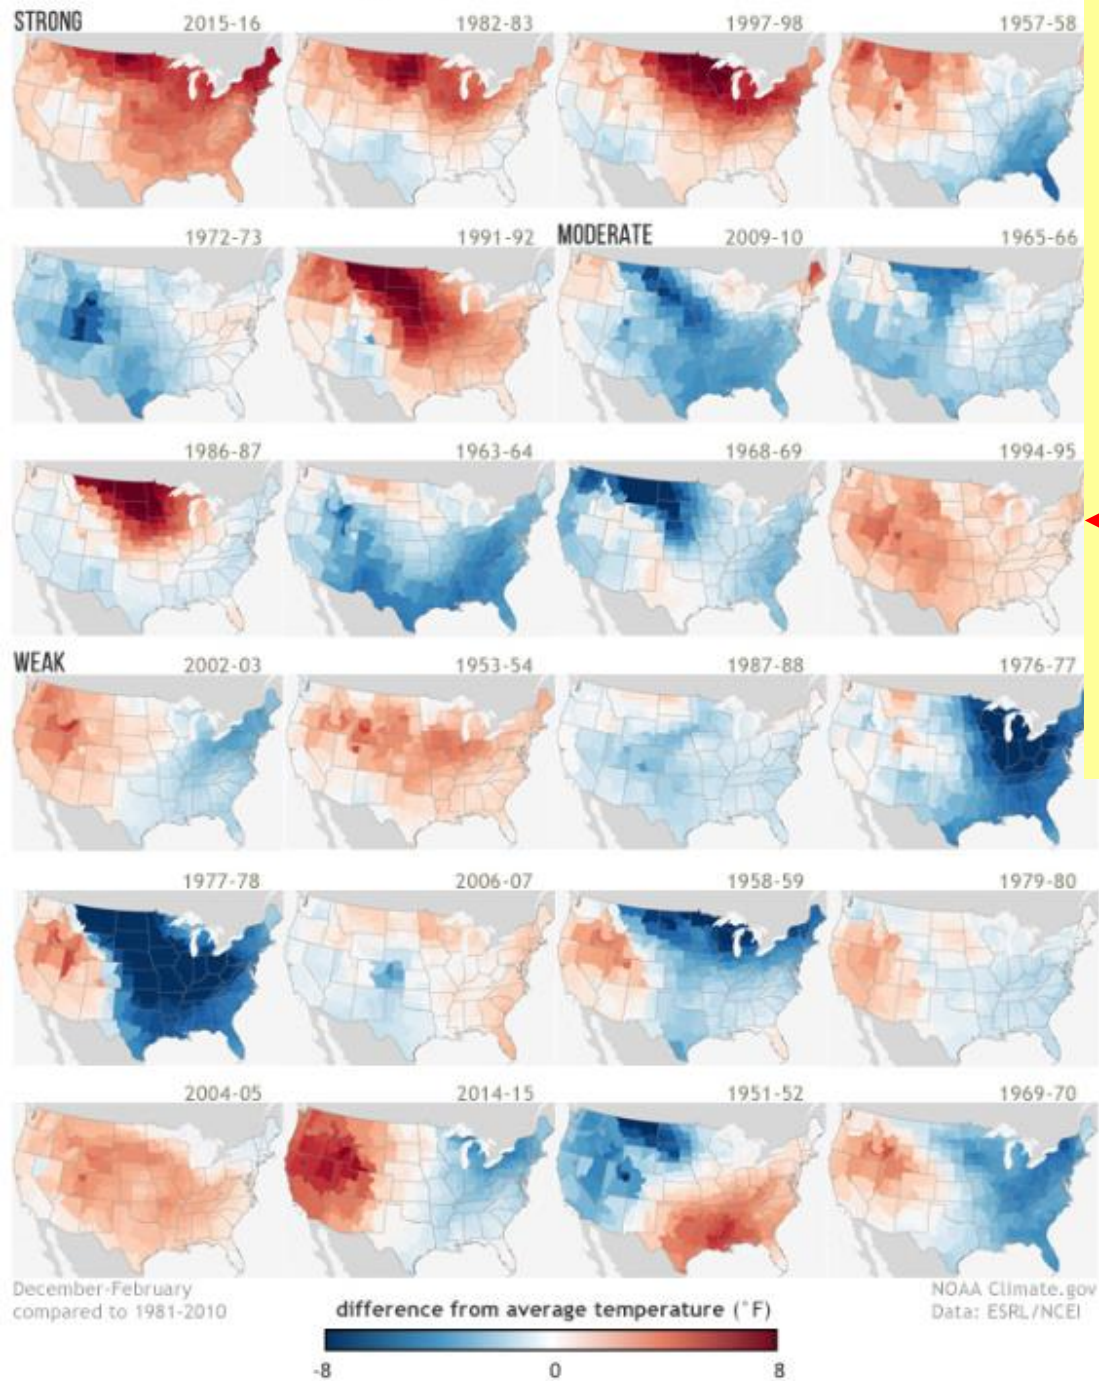 STRONG 2015-16 1982-83 1997-98 1957-58
1972-73 1991-92 MODERATE 2009-10 1965-66
1986-87 1963-64 1968-69 1994-95
WEAK 2002-03 1953-54 1987-88 1976-77
1977-78 2006-07 1958-59 1979-80
2004-05 2014-15 1951-52 1969-70
December-February
compared to 1981-2010
difference from average temperature (°F)
-8 0 8
NOAA Climate.gov
Data: ESRL/NCEI